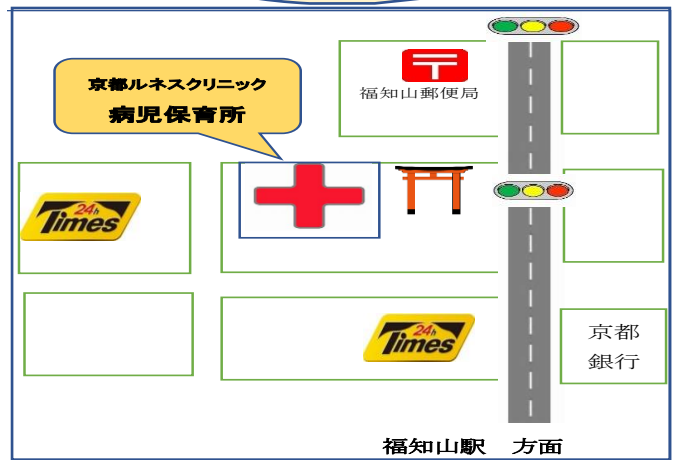 〒
福知山郵便局
京都ルネスクリニック
病児保育所
24h
Times
24h
Times
京都
銀行
福知山駅 方面